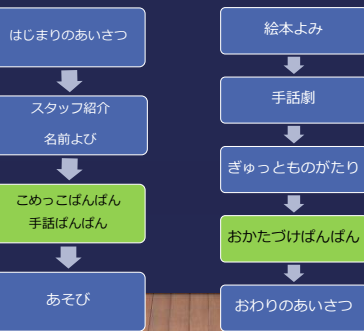 はじまりのあいさつ
スタッフ紹介
名前よび
こめっこぱんぱん
手話ぱんぱん
あそび
絵本よみ
手話劇
ぎゅっとものがたり
おかたづけぱんぱん
おわりのあいさつ